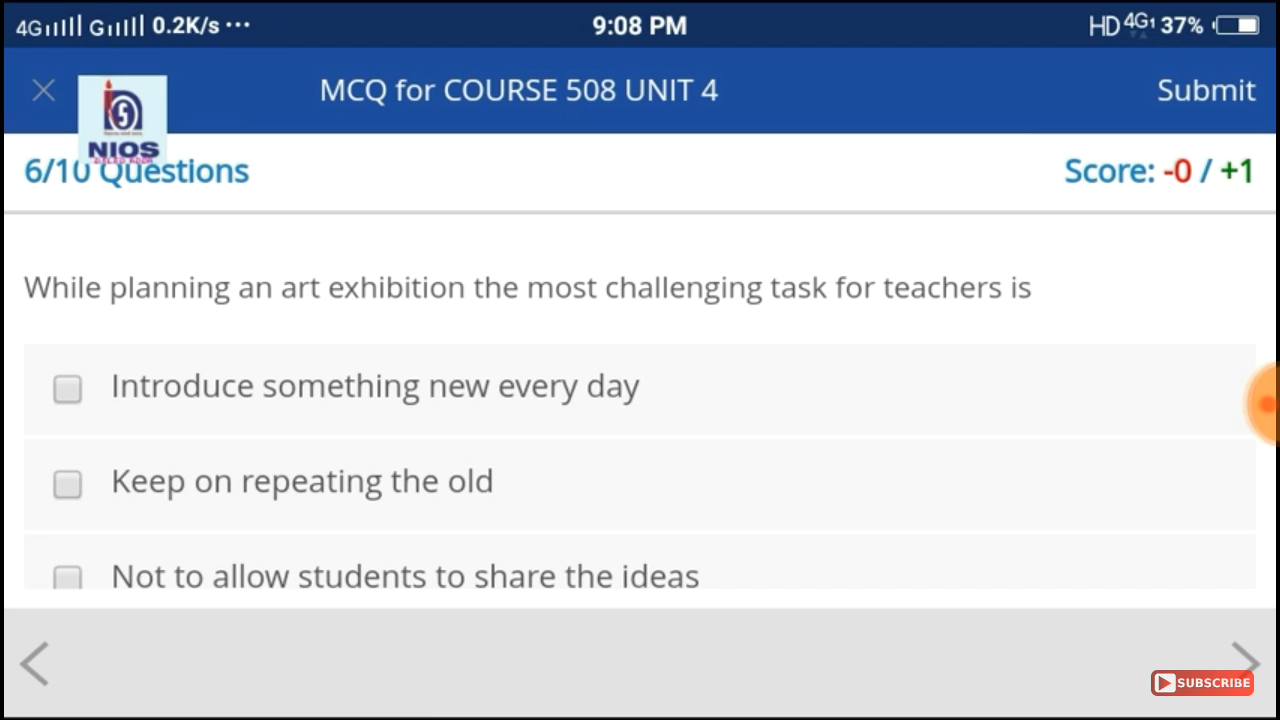 4G G 0.2K/s ... 9:08 PM HD 4G 37%
MCQ for COURSE 508 UNIT 4 Submit
NIOS
6/10 Questions Score: -0 / +1
While planning an art exhibition the most challenging task for teachers is
Introduce something new every day
Keep on repeating the old
Not to allow students to share the ideas
SUBSCRIBE